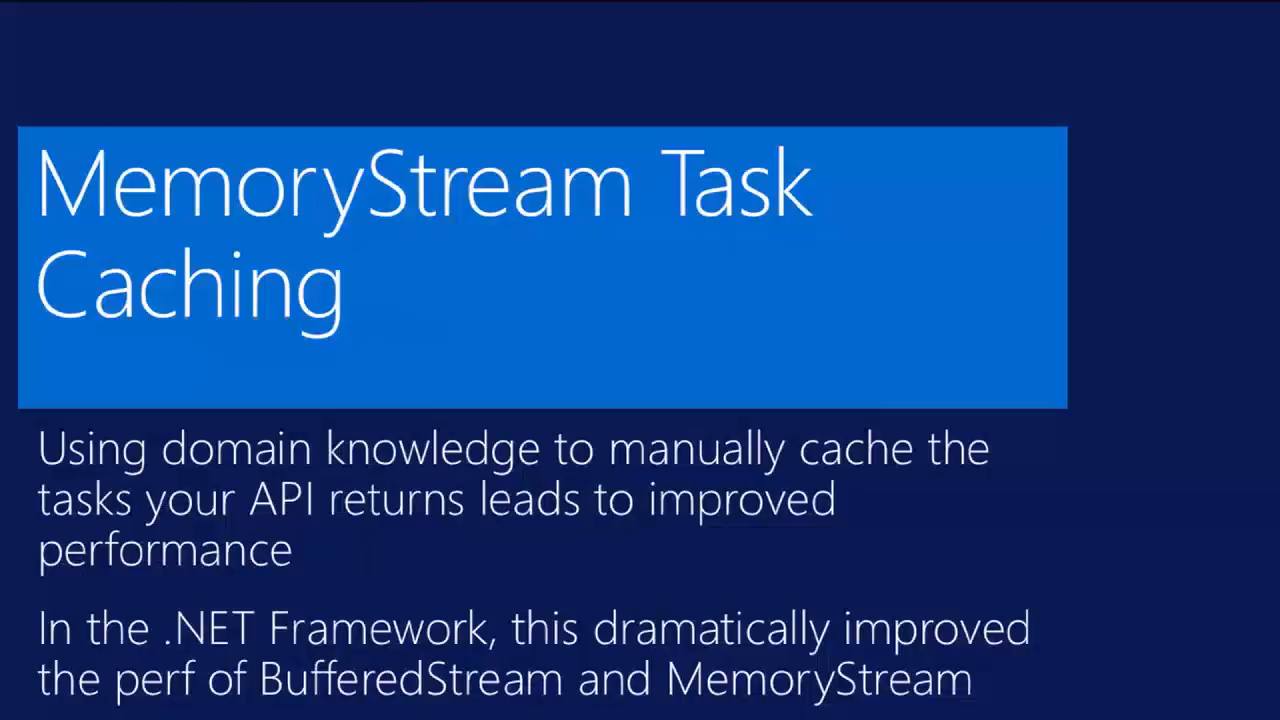 MemoryStream Task
Caching
Using domain knowledge to manually cache the
tasks your API returns leads to improved
performance
In the .NET Framework, this dramatically improved
the perf of BufferedStream and MemoryStream